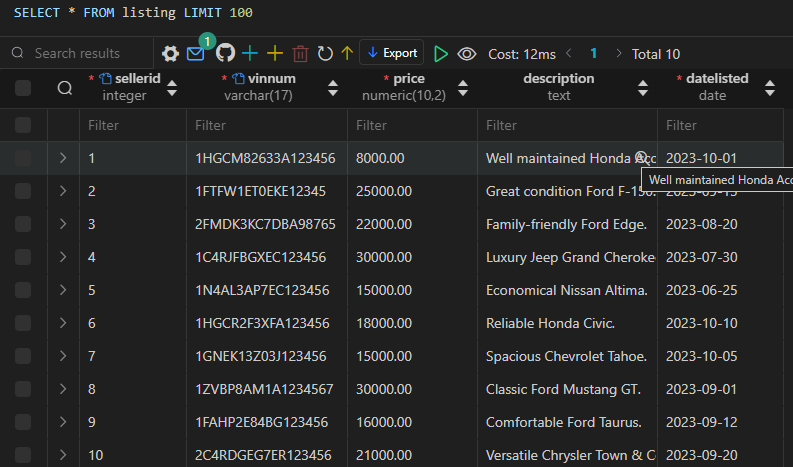 SELECT * FROM listing LIMIT 100
Search results 1 Export Cost: 12ms 1 Total 10
* sellerid * vinnum * price description * datelisted
integer varchar(17) numeric(10,2) text date
Filter Filter Filter Filter Filter
1 1HGCM82633A123456 8000.00 Well maintained Honda Acc 2023-10-01
Well maintained Honda Acc
2 1FTFW1ET0EKE12345 25000.00 Great condition Ford F-150. 2023-09-15
3 2FMDK3KC7DBA98765 22000.00 Family-friendly Ford Edge. 2023-08-20
4 1C4RJFBGXEC123456 30000.00 Luxury Jeep Grand Cherokee 2023-07-30
5 1N4AL3AP7EC123456 15000.00 Economical Nissan Altima. 2023-06-25
6 1HGCR2F3XFA123456 18000.00 Reliable Honda Civic. 2023-10-10
7 1GNEK13Z03J123456 15000.00 Spacious Chevrolet Tahoe. 2023-10-05
8 1ZVBP8AM1A1234567 30000.00 Classic Ford Mustang GT. 2023-09-01
9 1FAHP2E84BG123456 16000.00 Comfortable Ford Taurus. 2023-09-12
10 2C4RDGEG7ER123456 21000.00 Versatile Chrysler Town & C 2023-09-20